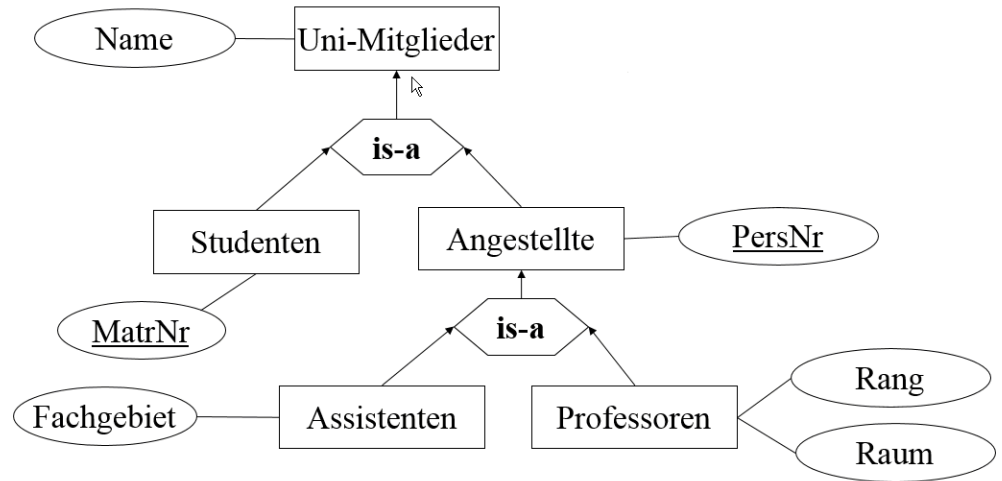 Name
Uni-Mitglieder
is-a
Studenten
Angestellte
PersNr
MatrNr
is-a
Fachgebiet
Assistenten
Professoren
Rang
Raum